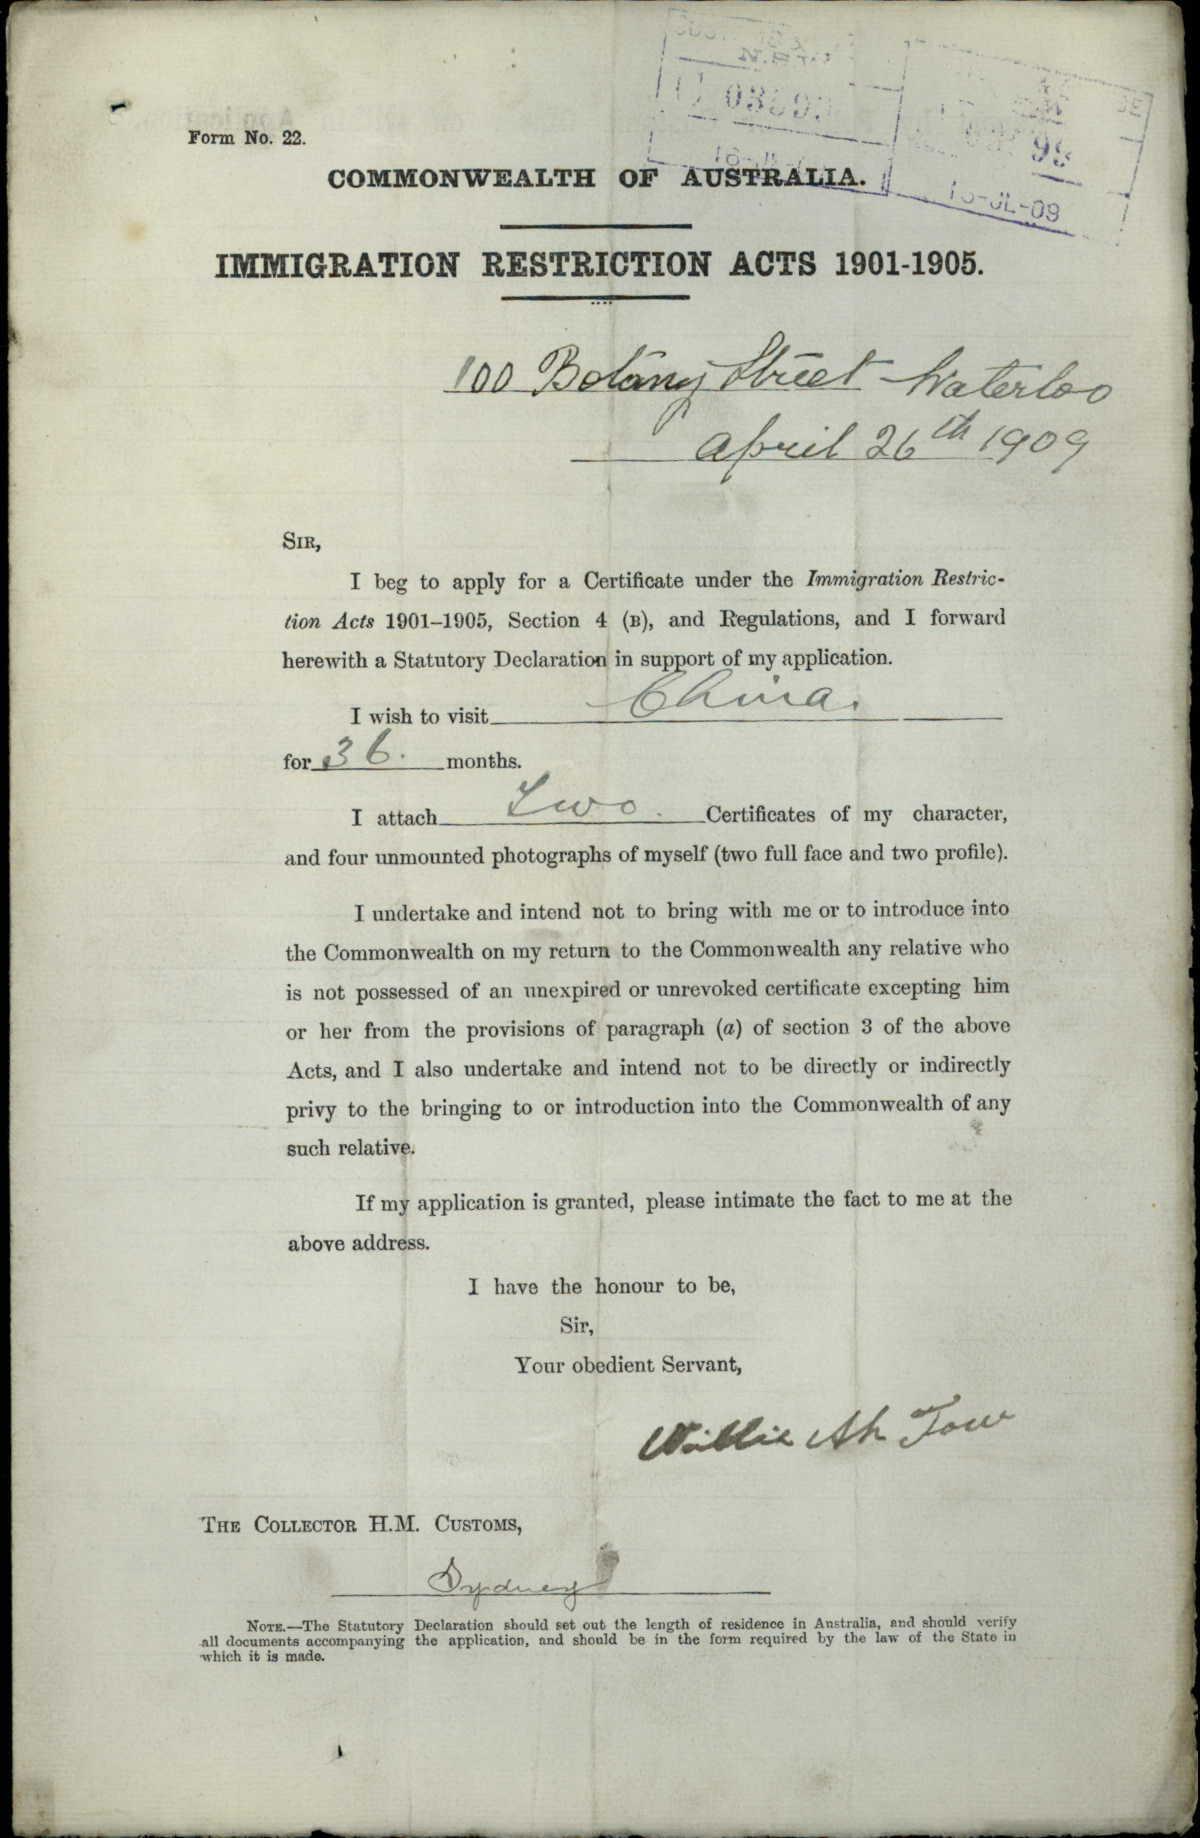 N.S.W.
03599
99
15-JL-09
Form No. 22.
COMMONWEALTH OF AUSTRALIA.
IMMIGRATION RESTRICTION ACTS 1901-1905.
100 Botany Street Waterloo
April 26th 1909
SIR,
I beg to apply for a Certificate under the Immigration Restric-
tion Acts 1901–1905, Section 4 (B), and Regulations, and I forward
herewith a Statutory Declaration in support of my application.
I wish to visit China.
for 36. months.
I attach Two. Certificates of my character,
and four unmounted photographs of myself (two full face and two profile).
I undertake and intend not to bring with me or to introduce into
the Commonwealth on my return to the Commonwealth any relative who
is not possessed of an unexpired or unrevoked certificate excepting him
or her from the provisions of paragraph (a) of section 3 of the above
Acts, and I also undertake and intend not to be directly or indirectly
privy to the bringing to or introduction into the Commonwealth of any
such relative.
If my application is granted, please intimate the fact to me at the
above address.
I have the honour to be,
Sir,
Your obedient Servant,
Willie Ah Tow
THE COLLECTOR H.M. CUSTOMS,
Sydney
NOTE.—The Statutory Declaration should set out the length of residence in Australia, and should verify
all documents accompanying the application, and should be in the form required by the law of the State in
which it is made.